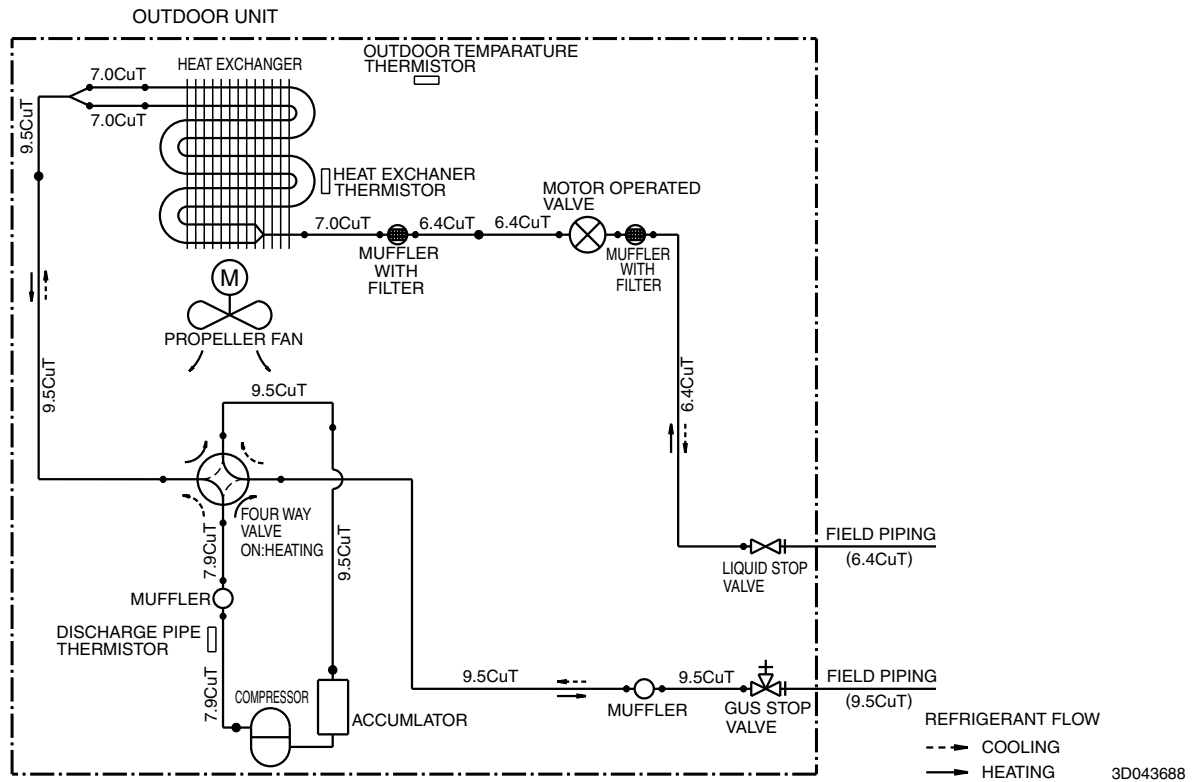 OUTDOOR UNIT
OUTDOOR TEMPARATURE
THERMISTOR
HEAT EXCHANGER
7.0CuT
7.0CuT
9.5CuT
HEAT EXCHANER
THERMISTOR
MOTOR OPERATED
VALVE
7.0CuT
6.4CuT
6.4CuT
MUFFLER
WITH
FILTER
MUFFLER
WITH
FILTER
M
PROPELLER FAN
9.5CuT
9.5CuT
6.4CuT
FOUR WAY
VALVE
ON:HEATING
7.9CuT
9.5CuT
FIELD PIPING
(6.4CuT)
LIQUID STOP
VALVE
MUFFLER
DISCHARGE PIPE
THERMISTOR
7.9CuT
COMPRESSOR
ACCUMLATOR
9.5CuT
9.5CuT
MUFFLER
GUS STOP
VALVE
FIELD PIPING
(9.5CuT)
REFRIGERANT FLOW
COOLING
HEATING
3D043688